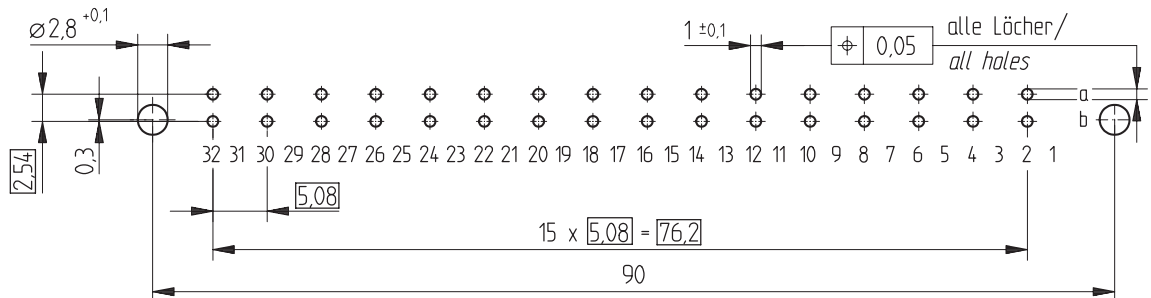 ⌀2,8 +0,1
1 ±0,1
⌖ 0,05
alle Löcher/
all holes
a
b
2,54
0,3
32 31 30 29 28 27 26 25 24 23 22 21 20 19 18 17 16 15 14 13 12 11 10 9 8 7 6 5 4 3 2 1
5,08
15 x 5,08 = 76,2
90